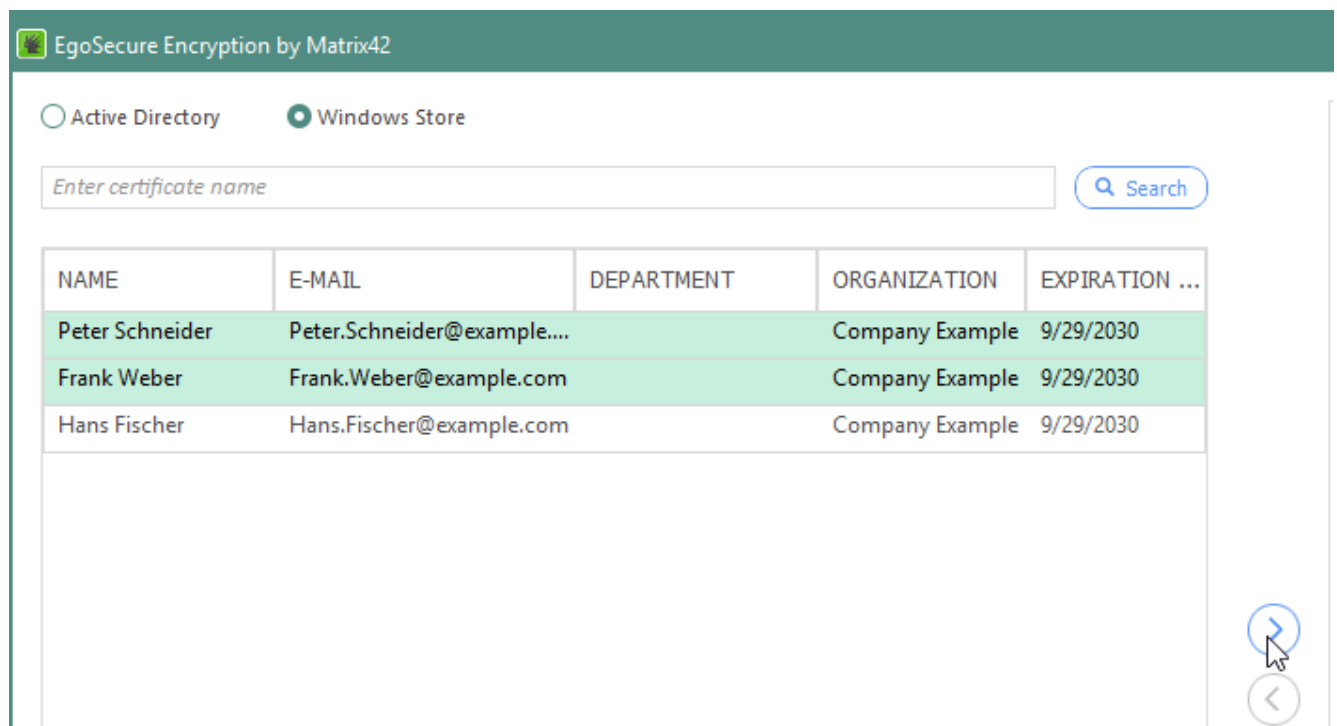 EgoSecure Encryption by Matrix42
Active Directory Windows Store
Enter certificate name Search
NAME E-MAIL DEPARTMENT ORGANIZATION EXPIRATION ...
Peter Schneider Peter.Schneider@example.... Company Example 9/29/2030
Frank Weber Frank.Weber@example.com Company Example 9/29/2030
Hans Fischer Hans.Fischer@example.com Company Example 9/29/2030